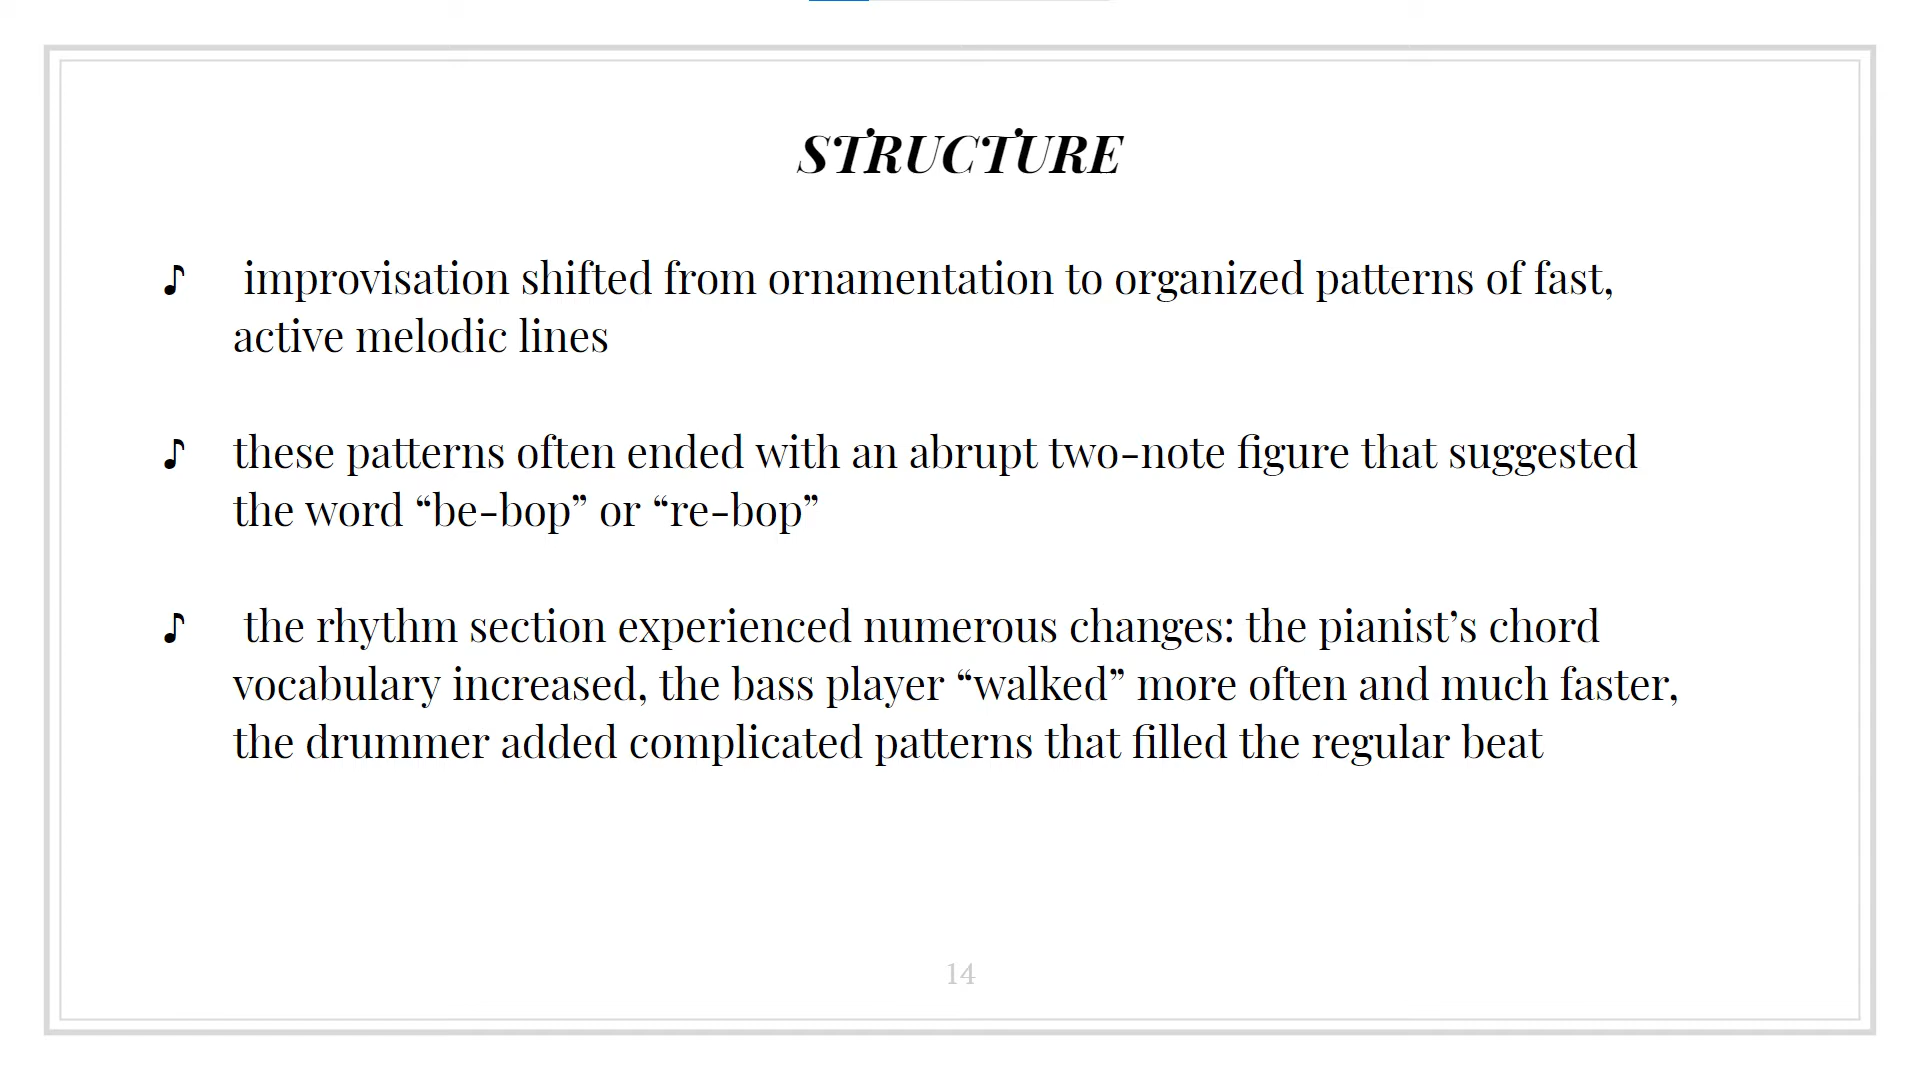 STRUCTURE
♪ improvisation shifted from ornamentation to organized patterns of fast,
active melodic lines
♪ these patterns often ended with an abrupt two-note figure that suggested
the word “be-bop” or “re-bop”
♪ the rhythm section experienced numerous changes: the pianist’s chord
vocabulary increased, the bass player “walked” more often and much faster,
the drummer added complicated patterns that filled the regular beat
14